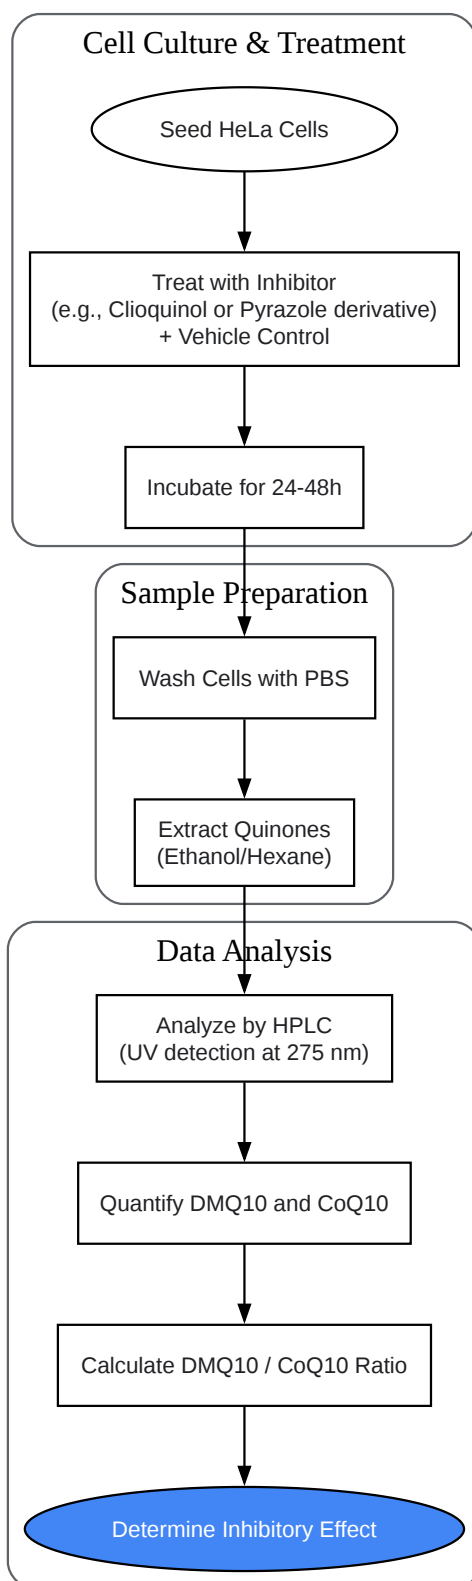 Cell Culture & Treatment
Seed HeLa Cells
Treat with Inhibitor
(e.g., Clioquinol or Pyrazole derivative)
+ Vehicle Control
Incubate for 24-48h
Sample Preparation
Wash Cells with PBS
Extract Quinones
(Ethanol/Hexane)
Data Analysis
Analyze by HPLC
(UV detection at 275 nm)
Quantify DMQ10 and CoQ10
Calculate DMQ10 / CoQ10 Ratio
Determine Inhibitory Effect